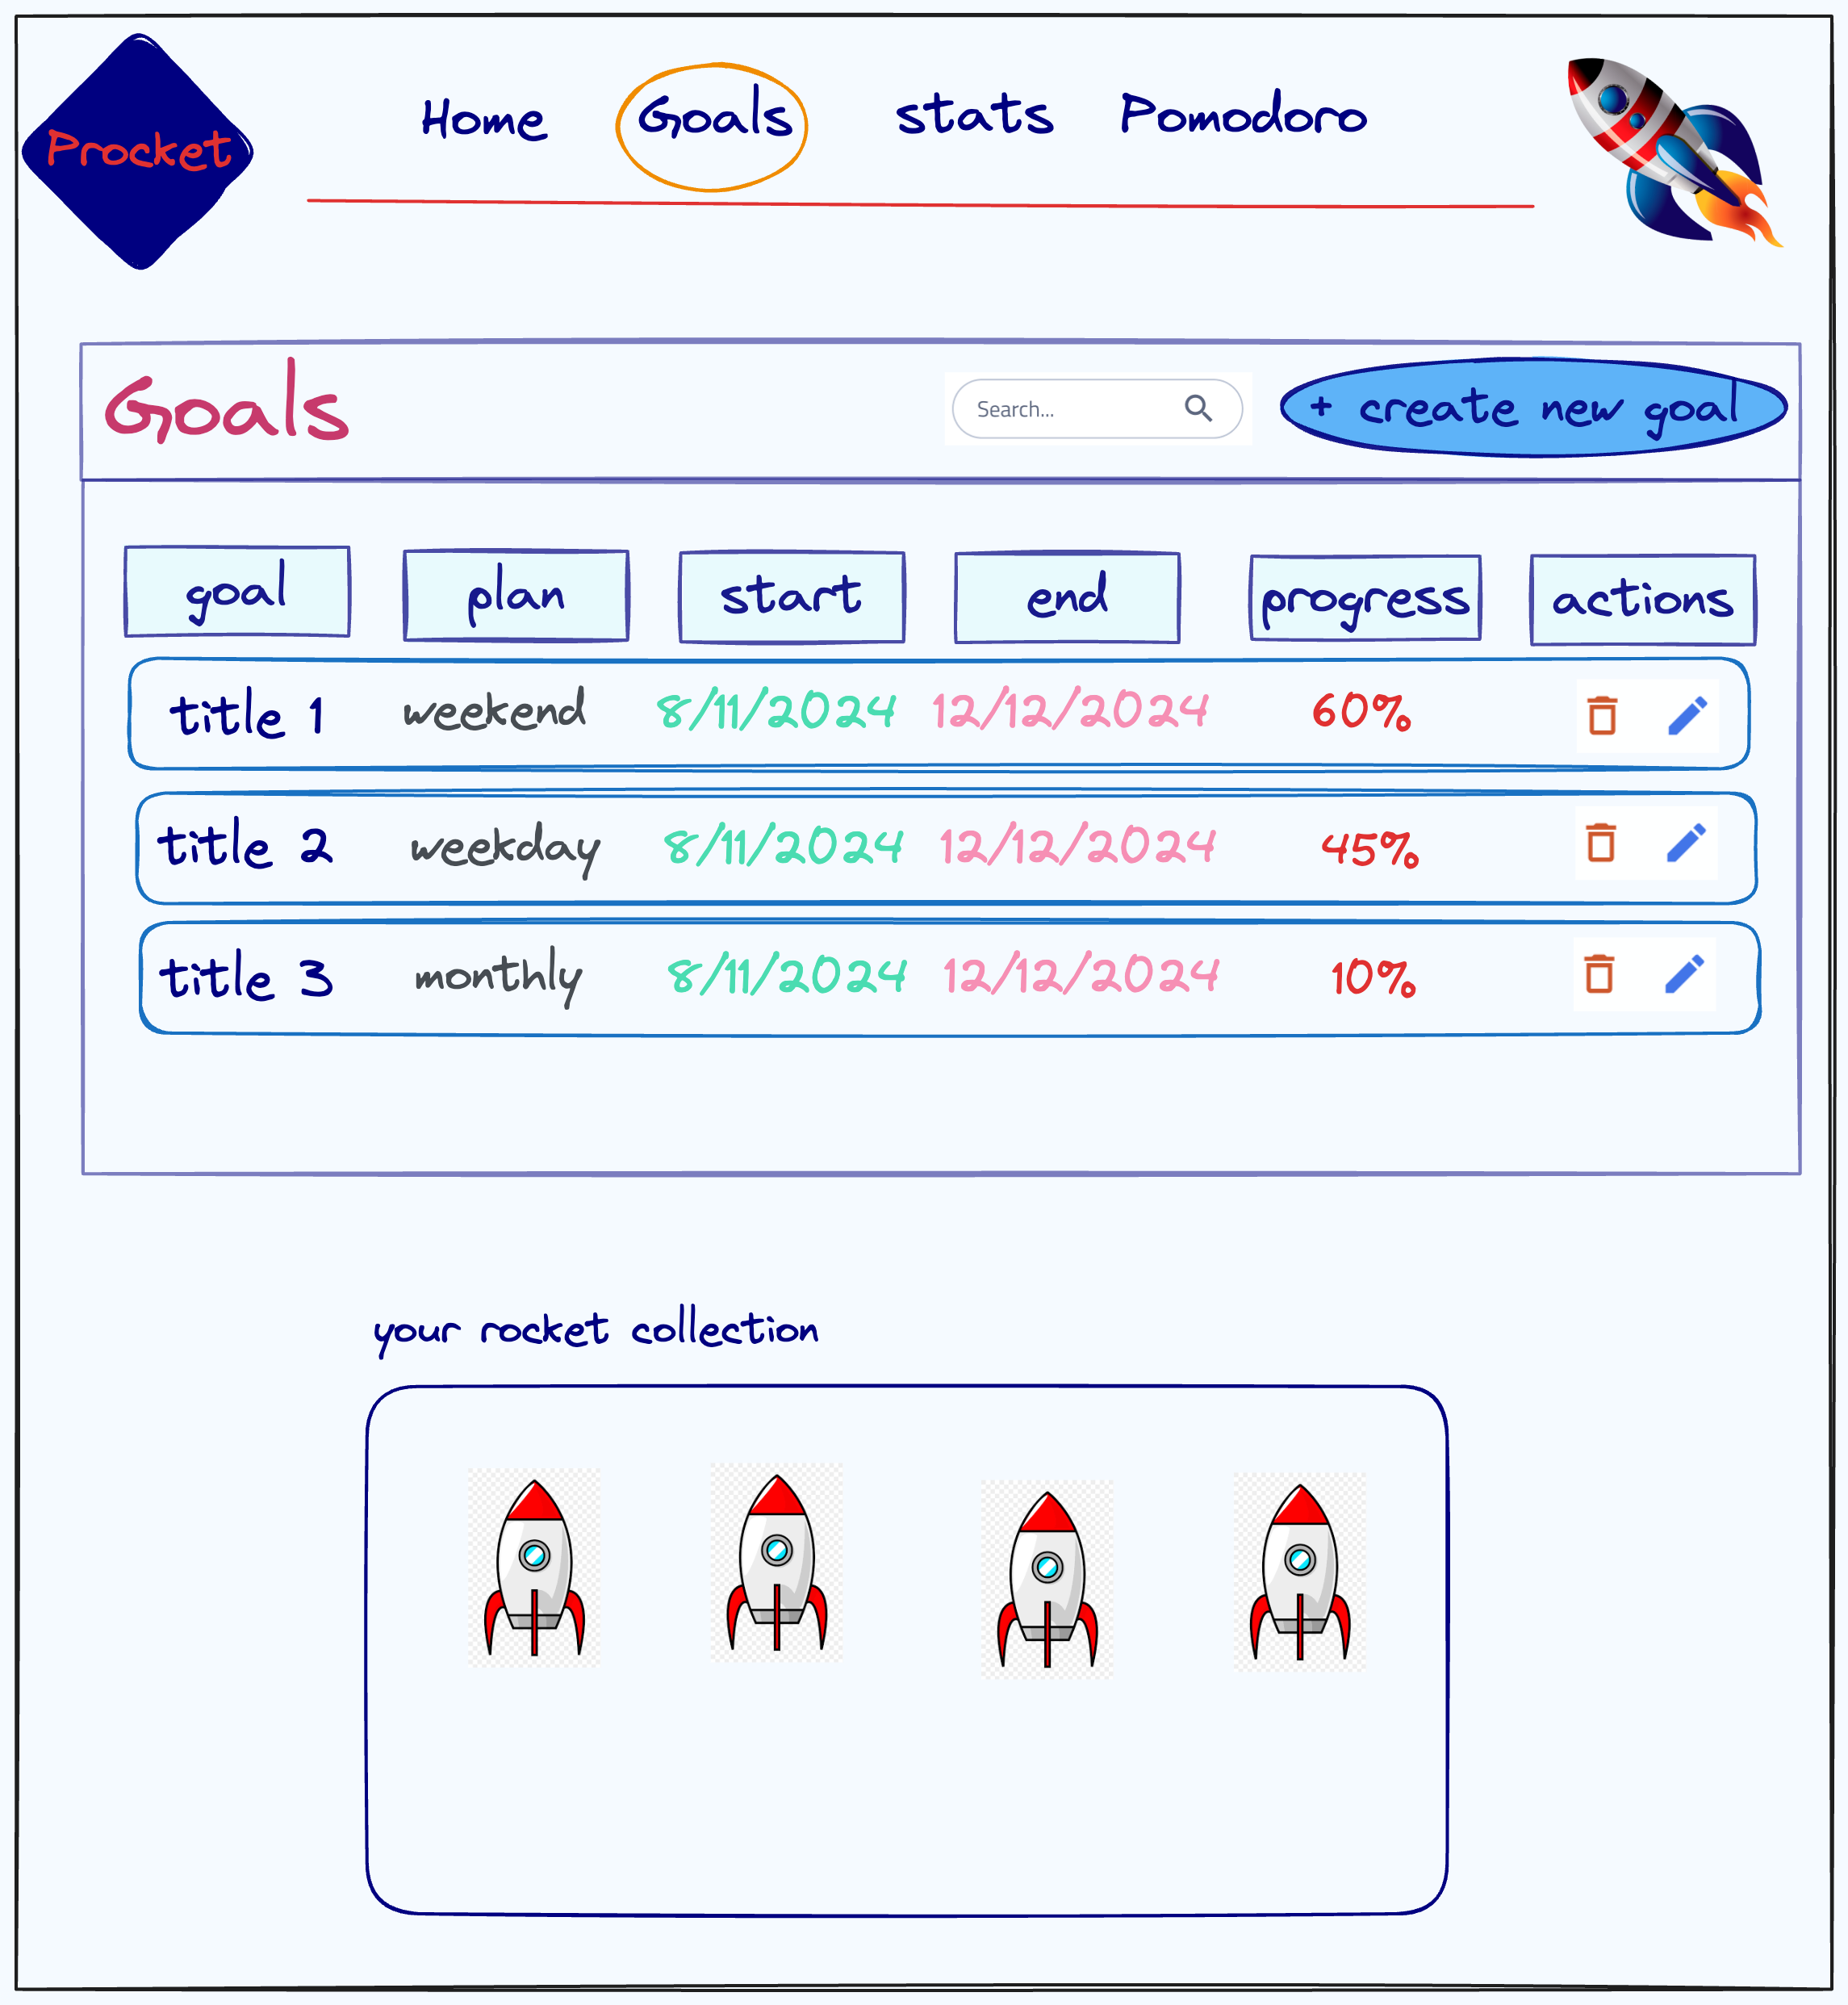 Procket
Home Goals stats Pomodoro
Goals Search... + create new goal
goal plan start end progress actions
title 1 weekend 8/11/2024 12/12/2024 60%
title 2 weekday 8/11/2024 12/12/2024 45%
title 3 monthly 8/11/2024 12/12/2024 10%
your rocket collection